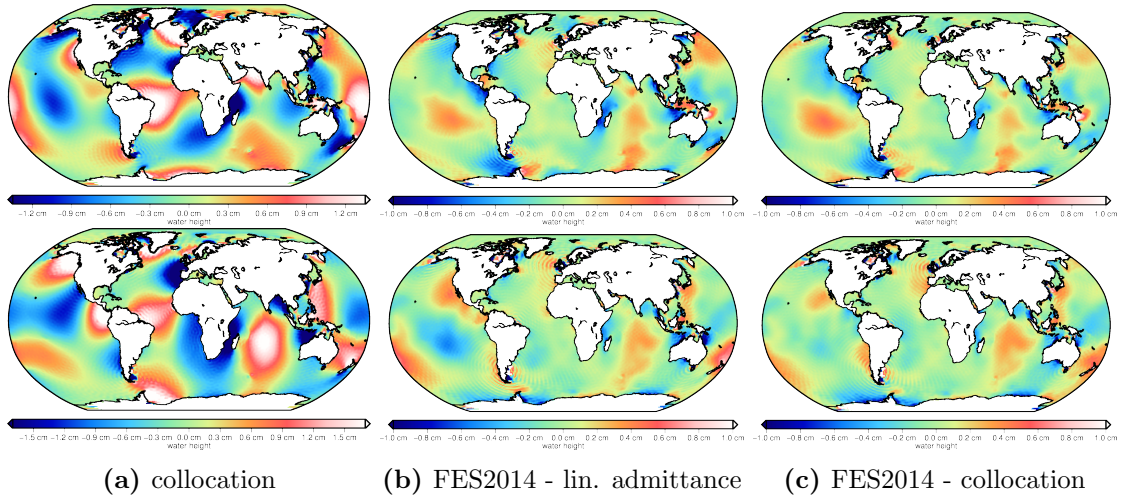 −1.2 cm −0.9 cm −0.6 cm −0.3 cm 0.0 cm 0.3 cm 0.6 cm 0.9 cm 1.2 cm
water height
−1.0 cm −0.8 cm −0.6 cm −0.4 cm −0.2 cm 0.0 cm 0.2 cm 0.4 cm 0.6 cm 0.8 cm 1.0 cm
water height
−1.0 cm −0.8 cm −0.6 cm −0.4 cm −0.2 cm 0.0 cm 0.2 cm 0.4 cm 0.6 cm 0.8 cm 1.0 cm
water height
−1.5 cm −1.2 cm −0.9 cm −0.6 cm −0.3 cm 0.0 cm 0.3 cm 0.6 cm 0.9 cm 1.2 cm 1.5 cm
water height
−1.0 cm −0.8 cm −0.6 cm −0.4 cm −0.2 cm 0.0 cm 0.2 cm 0.4 cm 0.6 cm 0.8 cm 1.0 cm
water height
−1.0 cm −0.8 cm −0.6 cm −0.4 cm −0.2 cm 0.0 cm 0.2 cm 0.4 cm 0.6 cm 0.8 cm 1.0 cm
water height
(a) collocation
(b) FES2014 - lin. admittance
(c) FES2014 - collocation